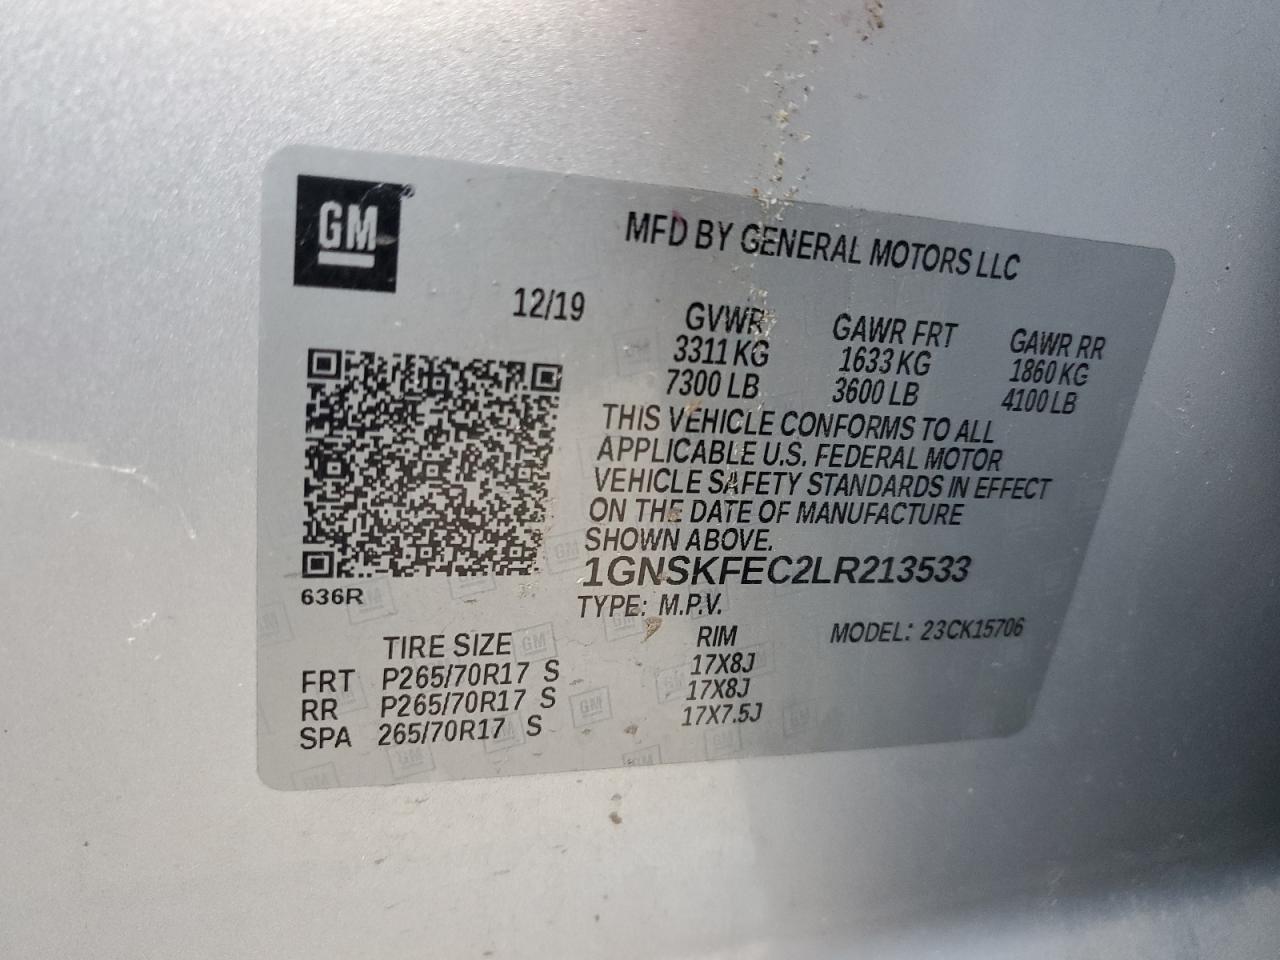 GM
MFD BY GENERAL MOTORS LLC
12/19
GVWR GAWR FRT GAWR RR
3311 KG 1633 KG 1860 KG
7300 LB 3600 LB 4100 LB
THIS VEHICLE CONFORMS TO ALL
APPLICABLE U.S. FEDERAL MOTOR
VEHICLE SAFETY STANDARDS IN EFFECT
ON THE DATE OF MANUFACTURE
SHOWN ABOVE.
1GNSKFEC2LR213533
636R
TYPE: M.P.V.
MODEL: 23CK15706
TIRE SIZE RIM
FRT P265/70R17 S 17X8J
RR P265/70R17 S 17X8J
SPA 265/70R17 S 17X7.5J